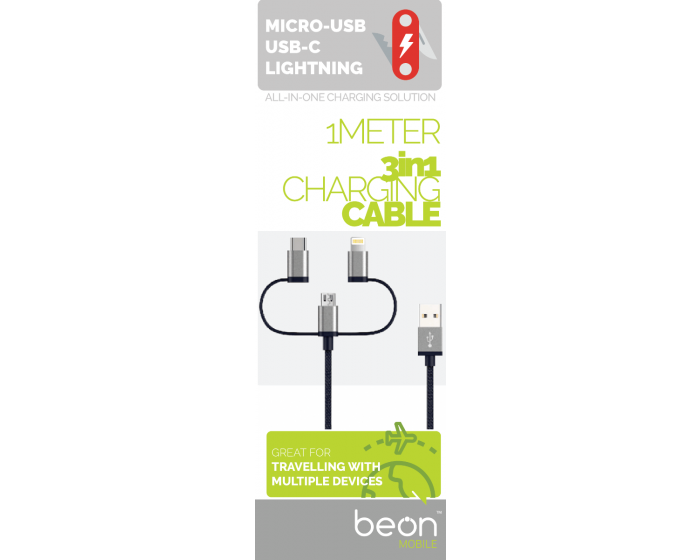 MICRO-USB
USB-C
LIGHTNING
ALL-IN-ONE CHARGING SOLUTION
1METER
3in1
CHARGING
CABLE
GREAT FOR
TRAVELLING WITH
MULTIPLE DEVICES
beon™
MOBILE